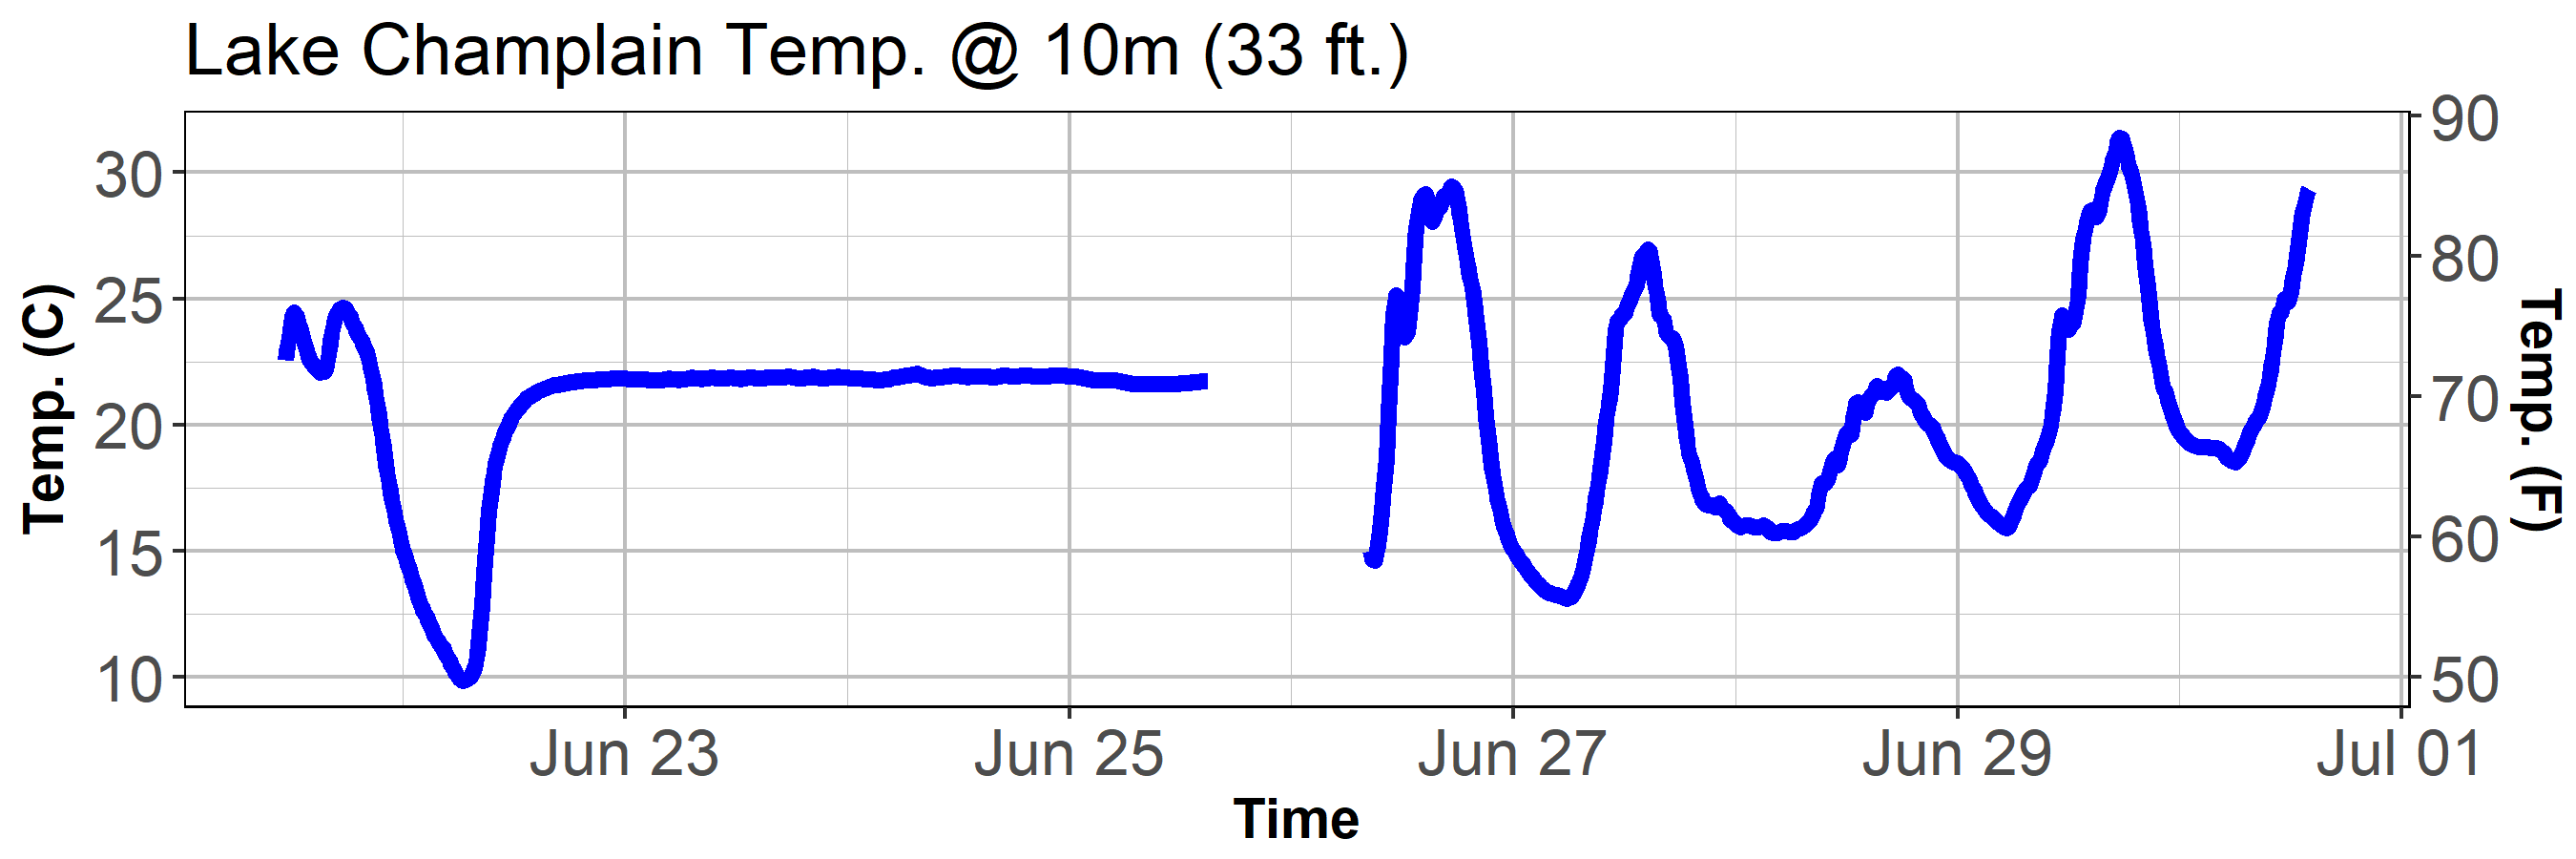 Lake Champlain Temp. @ 10m (33 ft.)
Temp. (C)
30
25
20
15
10
90
80
70
60
50
Temp. (F)
Jun 23
Jun 25
Jun 27
Jun 29
Jul 01
Time